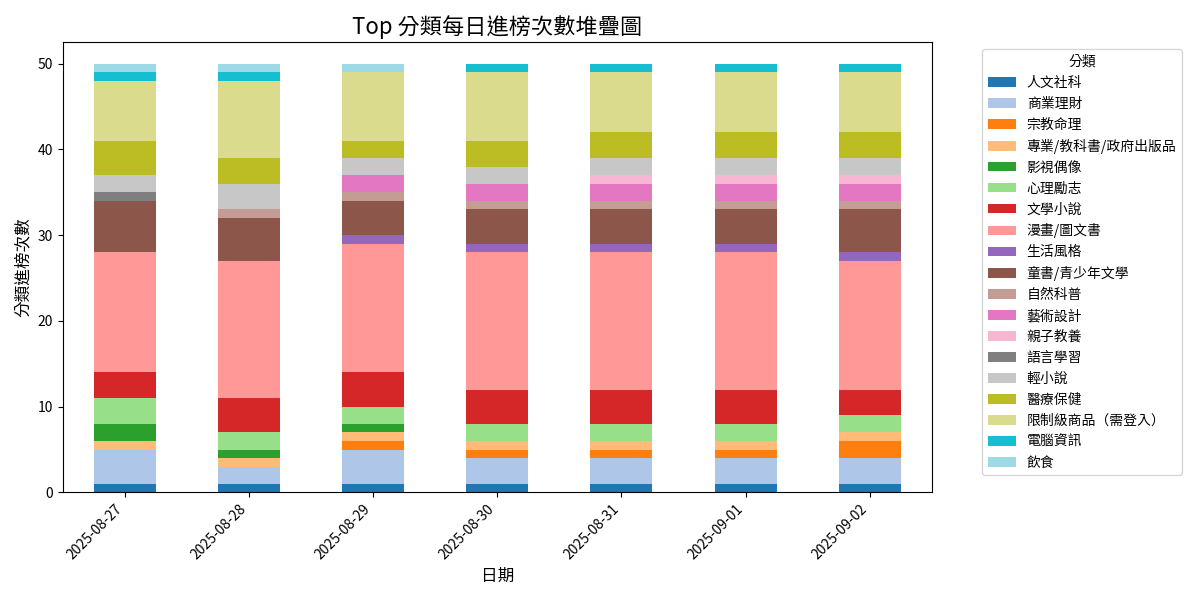 Top 分類每日進榜次數堆疊圖
分類進榜次數
50
40
30
20
10
0
2025-08-27
2025-08-28
2025-08-29
2025-08-30
2025-08-31
2025-09-01
2025-09-02
日期
分類
人文社科
商業理財
宗教命理
專業/教科書/政府出版品
影視偶像
心理勵志
文學小說
漫畫/圖文書
生活風格
童書/青少年文學
自然科普
藝術設計
親子教養
語言學習
輕小說
醫療保健
限制級商品（需登入）
電腦資訊
飲食